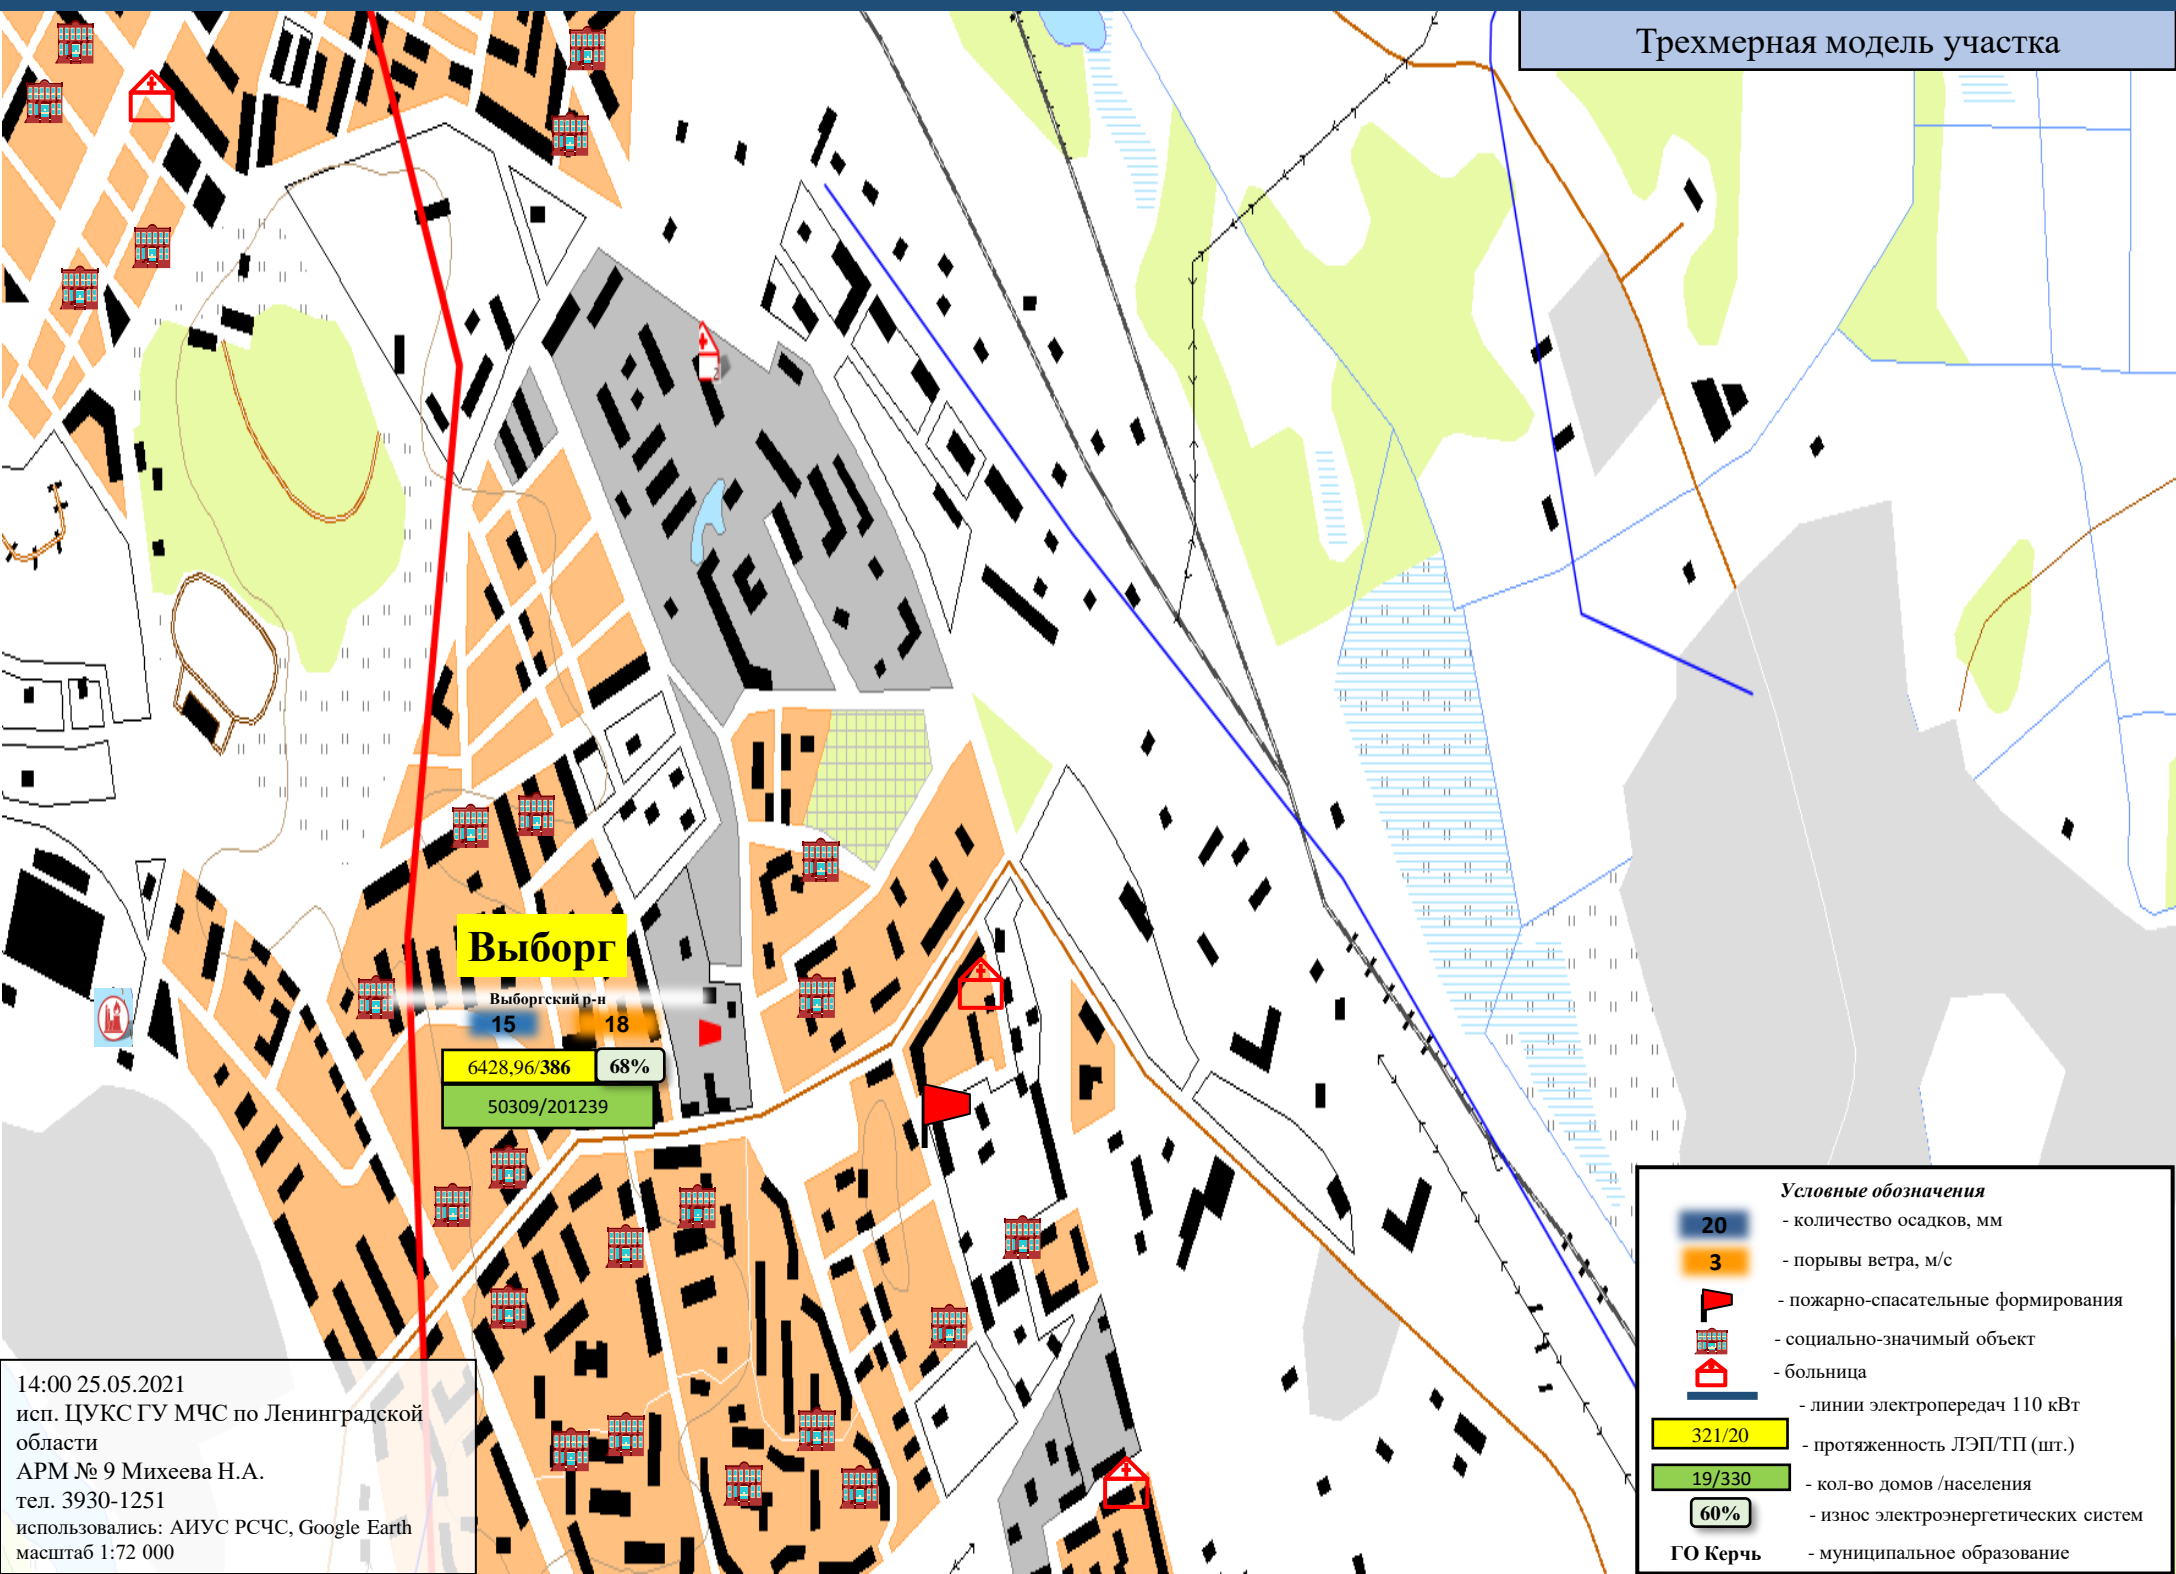 Трехмерная модель участка
Выборг
Выборгский р-н
15
18
6428,96/386
68%
50309/201239
2
14:00 25.05.2021
исп. ЦУКС ГУ МЧС по Ленинградской
области
АРМ № 9 Михеева Н.А.
тел. 3930-1251
использовались: АИУС РСЧС, Google Earth
масштаб 1:72 000
Условные обозначения
20 - количество осадков, мм
3 - порывы ветра, м/с
- пожарно-спасательные формирования
- социально-значимый объект
- больница
- линии электропередач 110 кВт
321/20 - протяженность ЛЭП/ТП (шт.)
19/330 - кол-во домов /населения
60% - износ электроэнергетических систем
ГО Керчь - муниципальное образование